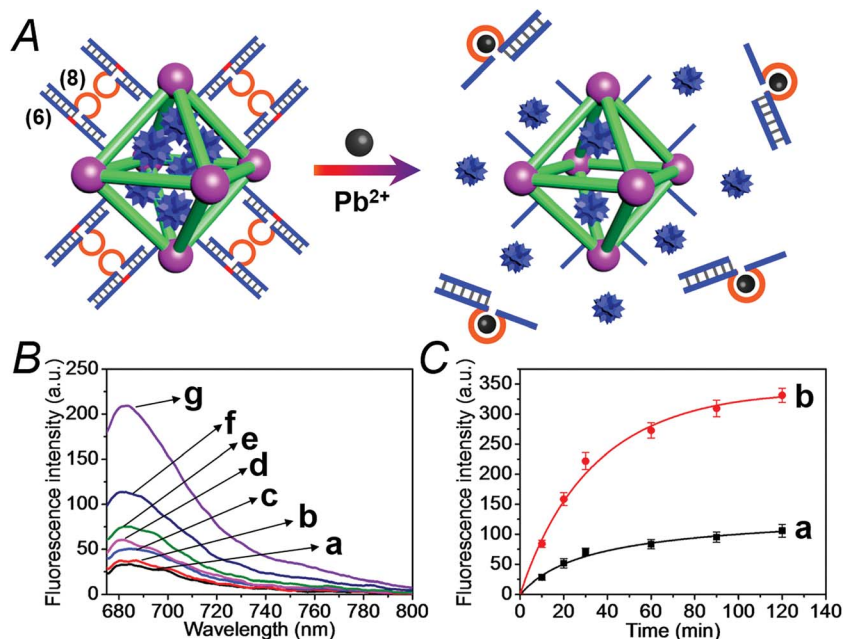 A
(8)
(6)
Pb2+
B
Fluorescence intensity (a.u.)
250
200
150
100
50
0
g
f
e
d
c
b
a
680 700 720 740 760 780 800
Wavelength (nm)
C
Fluorescence intensity (a.u.)
350
300
250
200
150
100
50
0
b
a
0 20 40 60 80 100 120 140
Time (min)